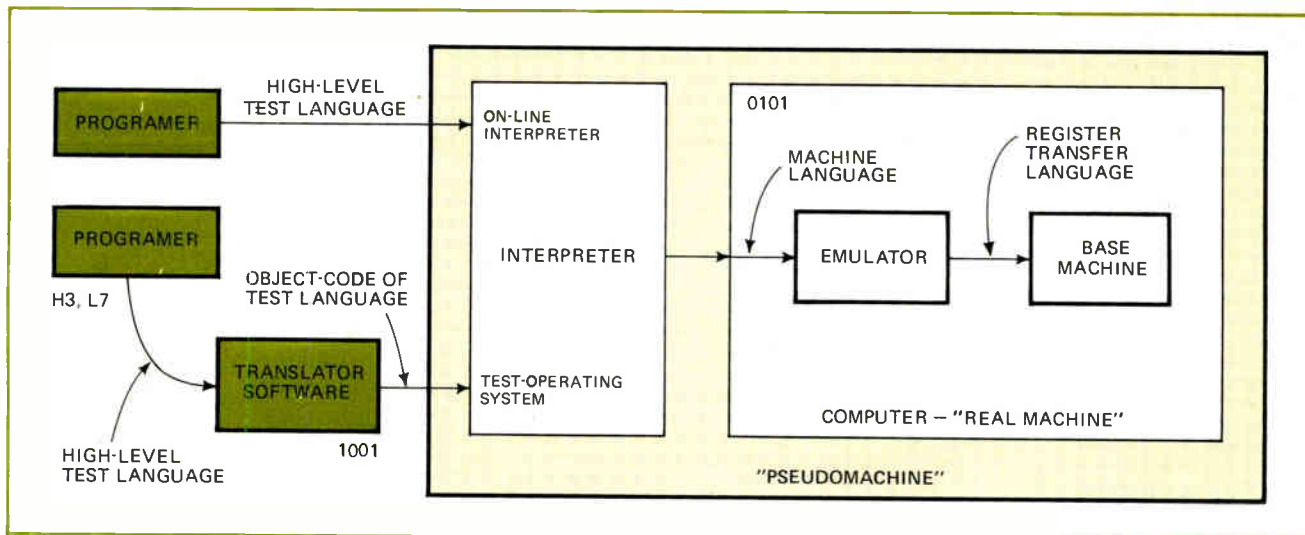 PROGRAMER
HIGH-LEVEL
TEST LANGUAGE
ON-LINE
INTERPRETER
0101
MACHINE
LANGUAGE
REGISTER
TRANSFER
LANGUAGE
PROGRAMER
H3, L7
OBJECT-CODE OF
TEST LANGUAGE
INTERPRETER
EMULATOR
BASE
MACHINE
TRANSLATOR
SOFTWARE
1001
TEST-OPERATING
SYSTEM
COMPUTER – "REAL MACHINE"
HIGH-LEVEL
TEST LANGUAGE
"PSEUDOMACHINE"